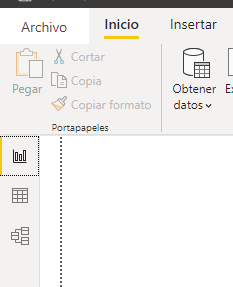 Archivo Inicio Insertar
Pegar
Cortar
Copia
Copiar formato
Portapapeles
Obtener
datos